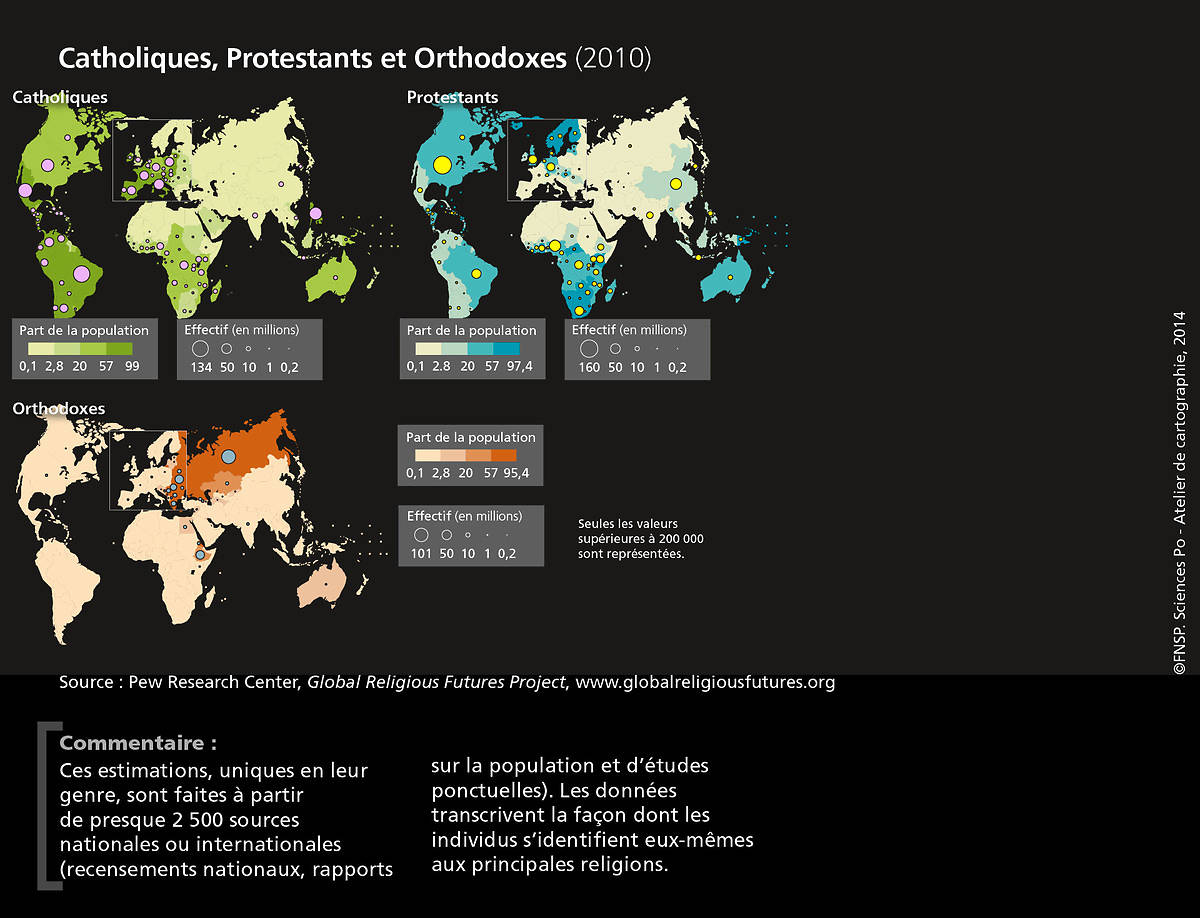 Catholiques, Protestants et Orthodoxes (2010)
Catholiques
Protestants
Part de la population
0,1 2,8 20 57 99
Effectif (en millions)
134 50 10 1 0,2
Part de la population
0,1 2.8 20 57 97,4
Effectif (en millions)
160 50 10 1 0,2
Orthodoxes
Part de la population
0,1 2,8 20 57 95,4
Effectif (en millions)
101 50 10 1 0,2
Seules les valeurs
supérieures à 200 000
sont représentées.
©FNSP. Sciences Po - Atelier de cartographie, 2014
Source : Pew Research Center, Global Religious Futures Project, www.globalreligiousfutures.org
Commentaire :
Ces estimations, uniques en leur
genre, sont faites à partir
de presque 2 500 sources
nationales ou internationales
(recensements nationaux, rapports
sur la population et d’études
ponctuelles). Les données
transcrivent la façon dont les
individus s’identifient eux-mêmes
aux principales religions.